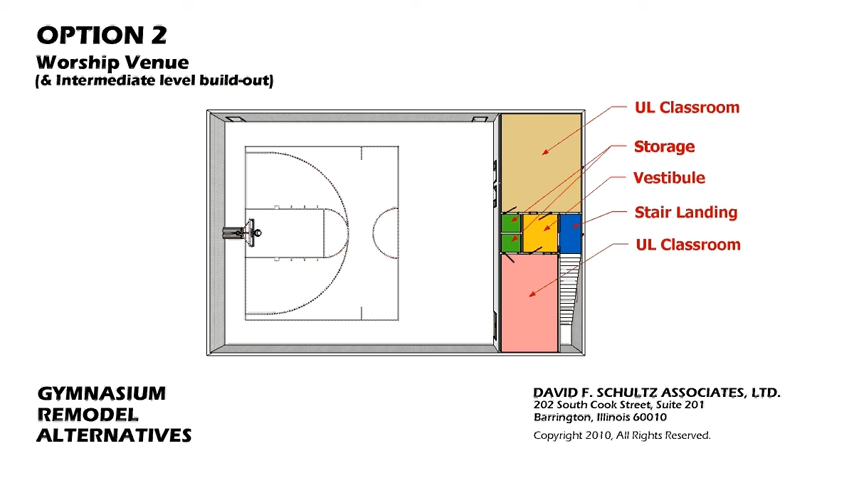 OPTION 2
Worship Venue
(& Intermediate level build-out)
UL Classroom
Storage
Vestibule
Stair Landing
UL Classroom
GYMNASIUM
REMODEL
ALTERNATIVES
DAVID F. SCHULTZ ASSOCIATES, LTD.
202 South Cook Street, Suite 201
Barrington, Illinois 60010
Copyright 2010, All Rights Reserved.